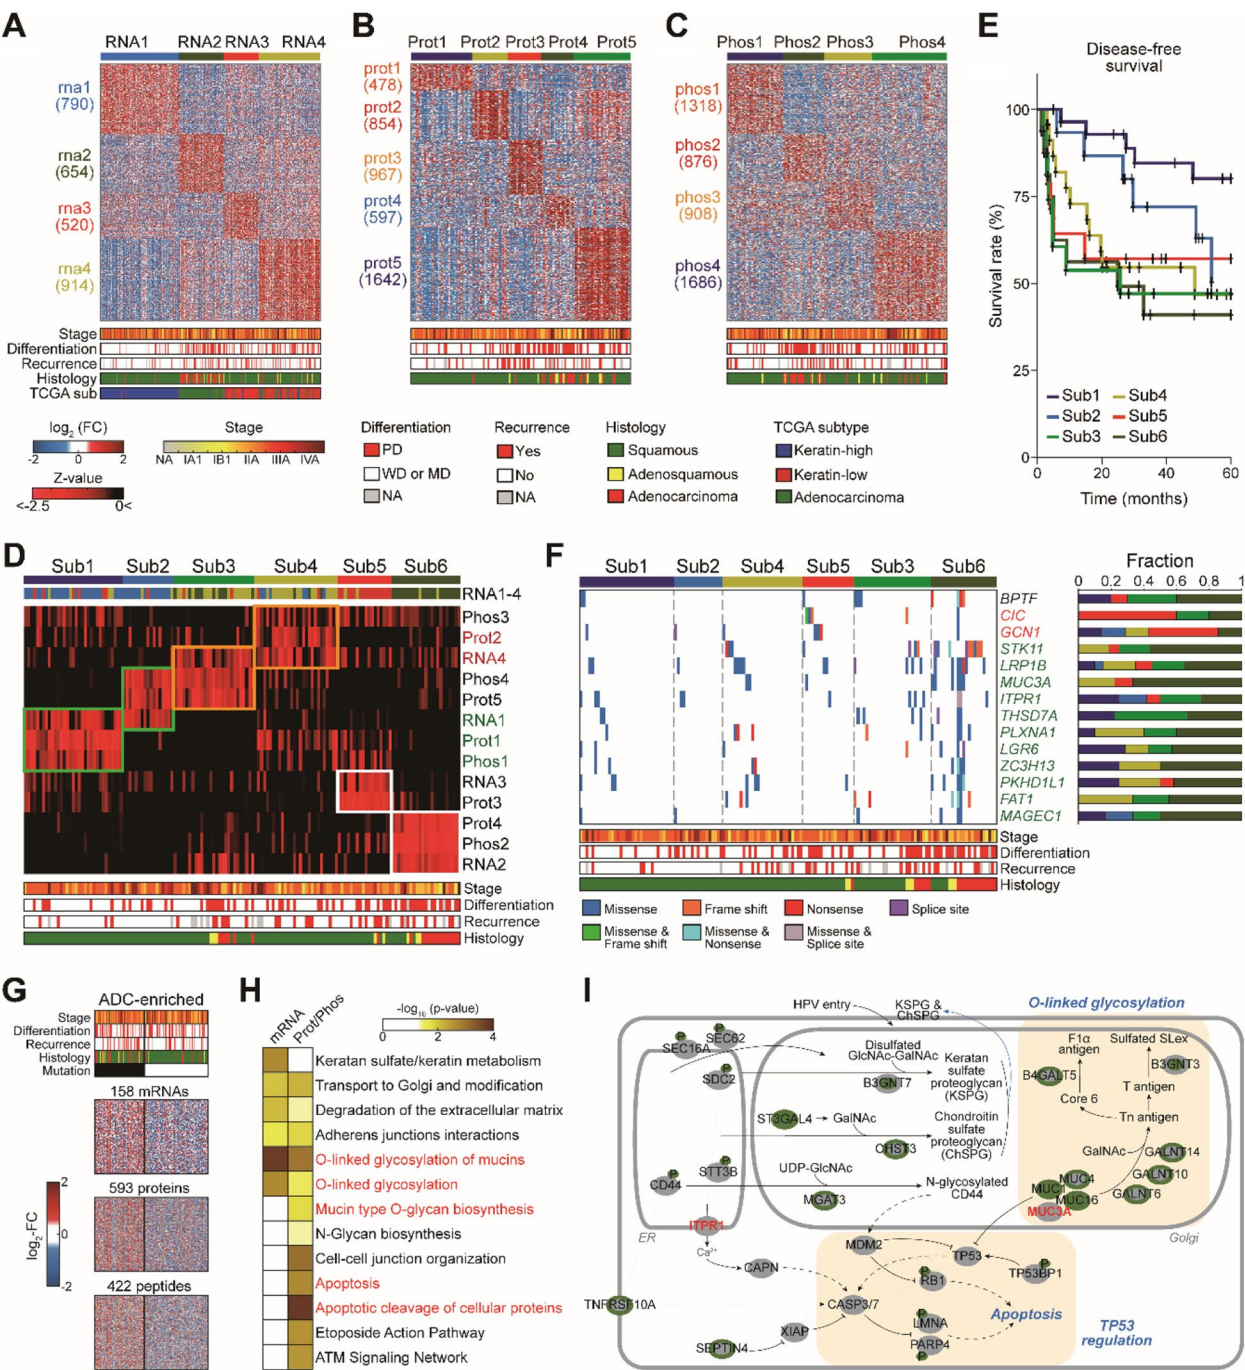 A
RNA1 RNA2 RNA3 RNA4
rna1
(790)
rna2
(654)
rna3
(520)
rna4
(914)
Stage
Differentiation
Recurrence
Histology
TCGA sub
B
Prot1 Prot2 Prot3 Prot4 Prot5
prot1
(478)
prot2
(854)
prot3
(967)
prot4
(597)
prot5
(1642)
C
Phos1 Phos2 Phos3 Phos4
phos1
(1318)
phos2
(876)
phos3
(908)
phos4
(1686)
log2 (FC)
-2 0 2
Z-value
<-2.5 0<
Stage
NA IA1 IB1 IIA IIIA IVA
Differentiation
PD
WD or MD
NA
Recurrence
Yes
No
NA
Histology
Squamous
Adenosquamous
Adenocarcinoma
TCGA subtype
Keratin-high
Keratin-low
Adenocarcinoma
E
Disease-free
survival
Survival rate (%)
100
75
50
25
0
Sub1 Sub4
Sub2 Sub5
Sub3 Sub6
0 20 40 60
Time (months)
D
Sub1 Sub2 Sub3 Sub4 Sub5 Sub6
RNA1-4
Phos3
Prot2
RNA4
Phos4
Prot5
RNA1
Prot1
Phos1
RNA3
Prot3
Prot4
Phos2
RNA2
Stage
Differentiation
Recurrence
Histology
F
Sub1 Sub2 Sub4 Sub5 Sub3 Sub6
Fraction
0 0.2 0.4 0.6 0.8 1
BPTF
CIC
GCN1
STK11
LRP1B
MUC3A
ITPR1
THSD7A
PLXNA1
LGR6
ZC3H13
PKHD1L1
FAT1
MAGEC1
Stage
Differentiation
Recurrence
Histology
Missense Frame shift Nonsense Splice site
Missense & Frame shift
Missense & Nonsense
Missense & Splice site
G
ADC-enriched
Stage
Differentiation
Recurrence
Histology
Mutation
158 mRNAs
593 proteins
422 peptides
log2-FC
2
0
2
H
mRNA
Prot/Phos
-log10 (p-value)
0 2 4
Keratan sulfate/keratin metabolism
Transport to Golgi and modification
Degradation of the extracellular matrix
Adherens junctions interactions
O-linked glycosylation of mucins
O-linked glycosylation
Mucin type O-glycan biosynthesis
N-Glycan biosynthesis
Cell-cell junction organization
Apoptosis
Apoptotic cleavage of cellular proteins
Etoposide Action Pathway
ATM Signaling Network
I
HPV entry
KSPG &
ChSPG
O-linked glycosylation
P
SEC16A
P
SEC62
P
SDC2
Disulfated
GlcNAc-GalNAc
B3GNT7
Keratan
sulfate
proteoglycan
(KSPG)
F1α
antigen
Sulfated SLex
B4GALT5
B3GNT3
Core 6
T antigen
Tn antigen
ST3GAL4
GalNAc
CHST3
Chondroitin
sulfate
proteoglycan
(ChSPG)
GalNAc
GALNT14
GALNT10
GALNT6
P
CD44
P
STT3B
UDP-GlcNAc
MGAT3
N-glycosylated
CD44
MUC1
MUC4
MUC16
MUC3A
ER
ITPR1
Ca2+
Golgi
MDM2
TP53
P
TP53BP1
CAPN
P
RB1
TNFRSF10A
CASP3/7
Apoptosis
P
LMNA
XIAP
SEPTIN4
PARP4
P
TP53
regulation